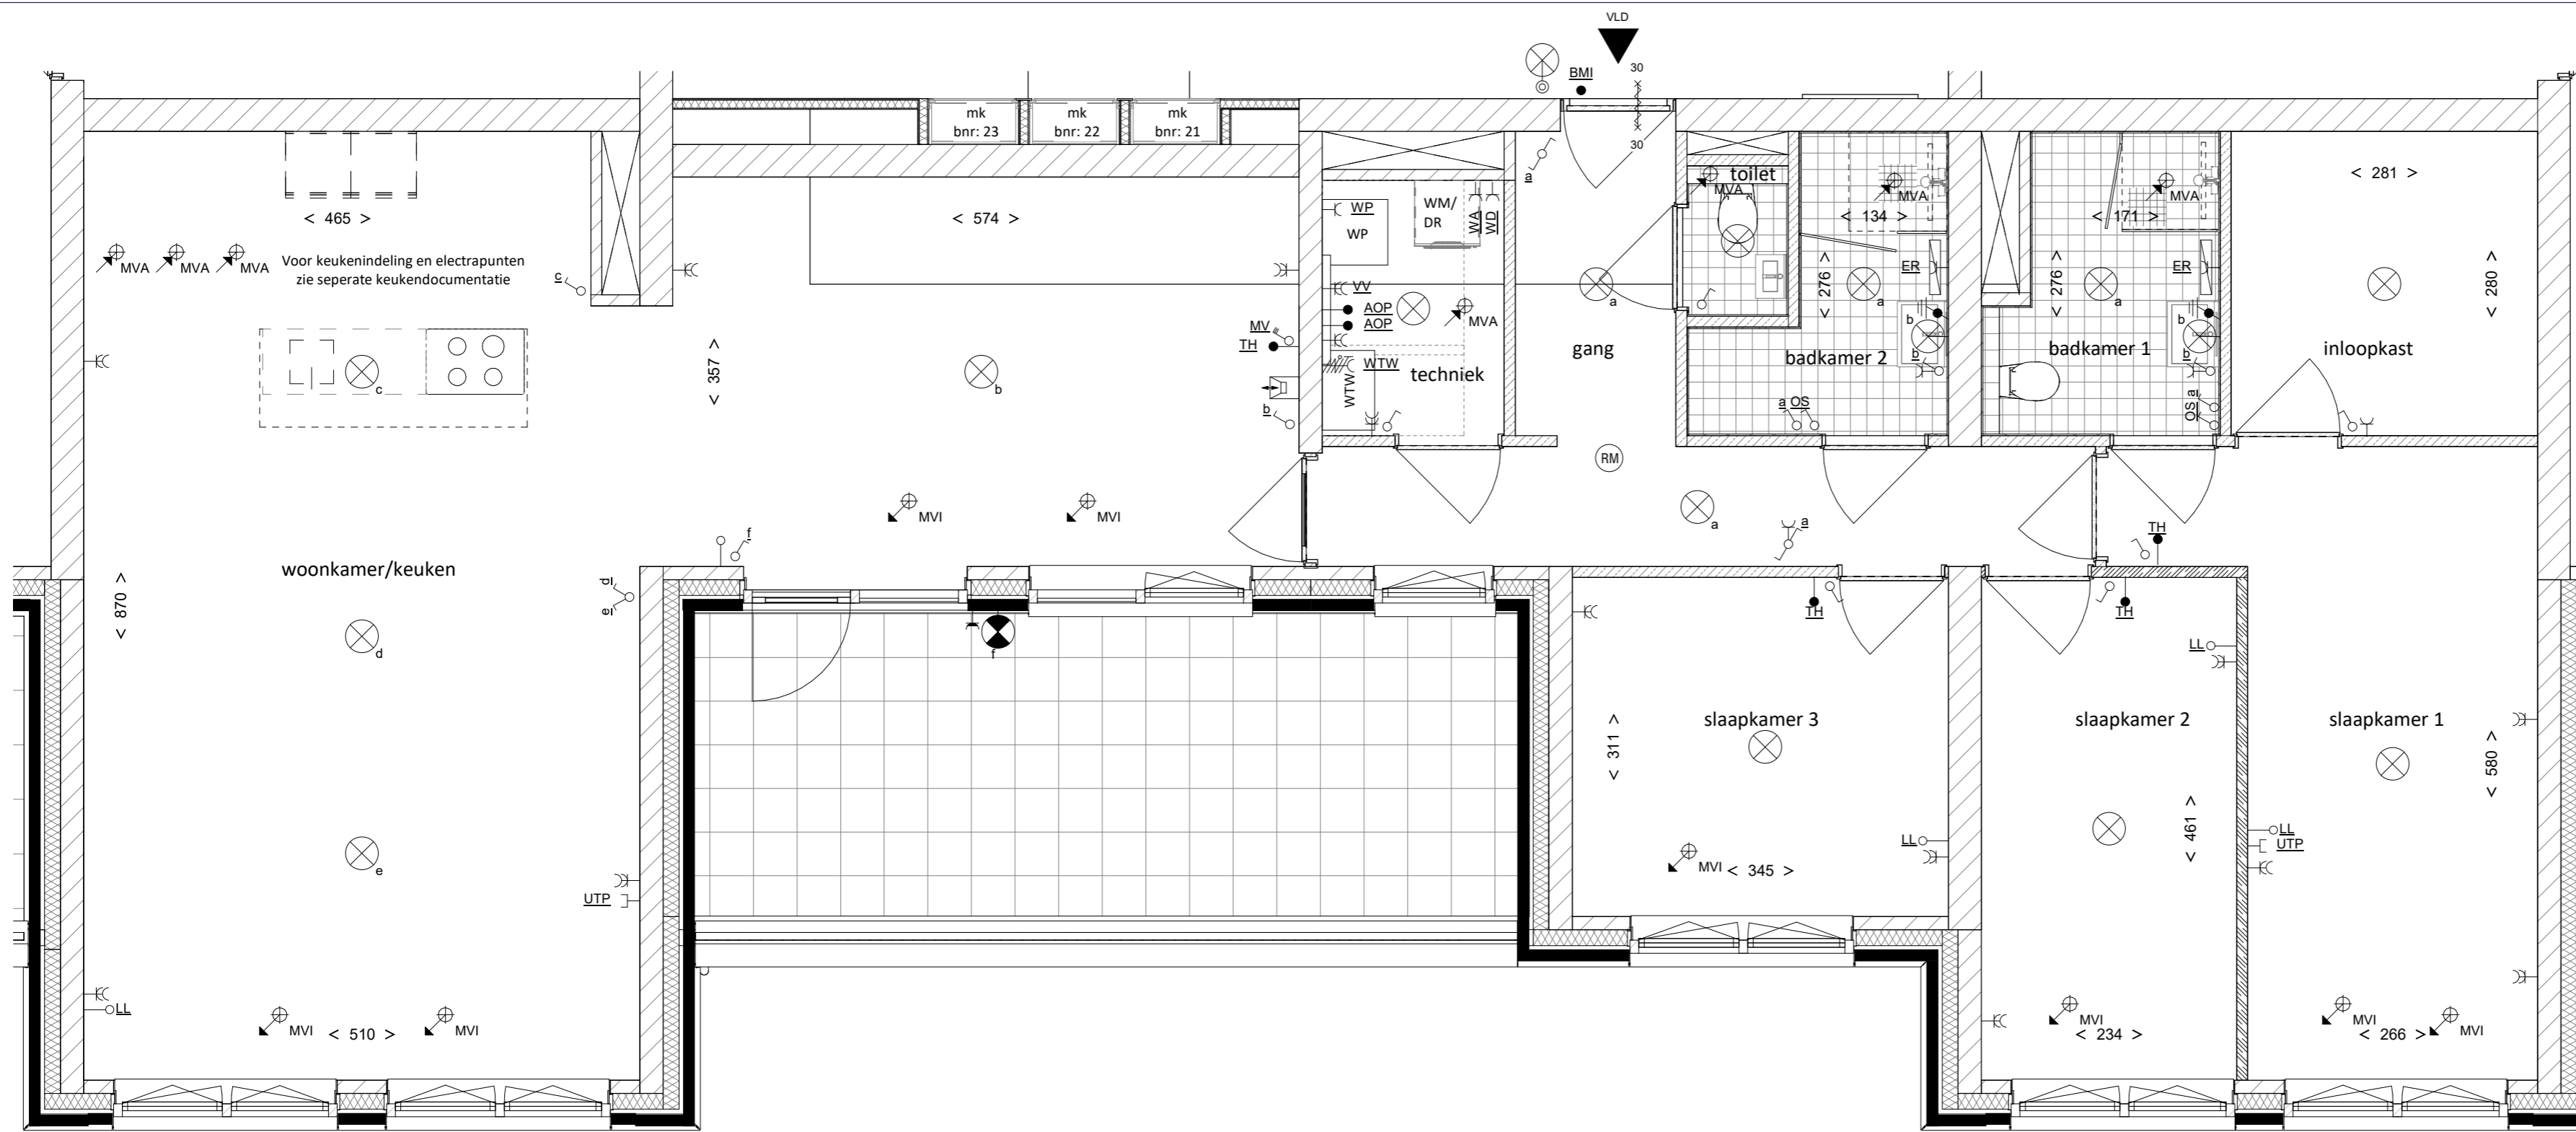 VLD
BMI
30
30
mk
bnr: 23
mk
bnr: 22
mk
bnr: 21
< 465 >
< 574 >
MVA
MVA
MVA
Voor keukenindeling en electrapunten
zie seperate keukendocumentatie
c
c
< 357 >
b
MV
TH
b
WP
WP
WM/
DR
WA
WD
VV
AOP
AOP
MVA
WTW
WTW
techniek
a
a
gang
toilet
MVA
MVA
< 134 >
< 276 >
ER
a
b
b
badkamer 2
a OS
MVA
< 171 >
< 276 >
ER
a
b
b
badkamer 1
OS a
< 281 >
< 280 >
inloopkast
RM
a
a
MVI
MVI
f
woonkamer/keuken
< 870 >
d
e
d
e
f
UTP
LL
MVI
< 510 >
MVI
TH
TH
TH
slaapkamer 3
< 311 >
LL
MVI
< 345 >
LL
slaapkamer 2
< 461 >
MVI
< 234 >
slaapkamer 1
< 580 >
LL
UTP
MVI
< 266 >
MVI